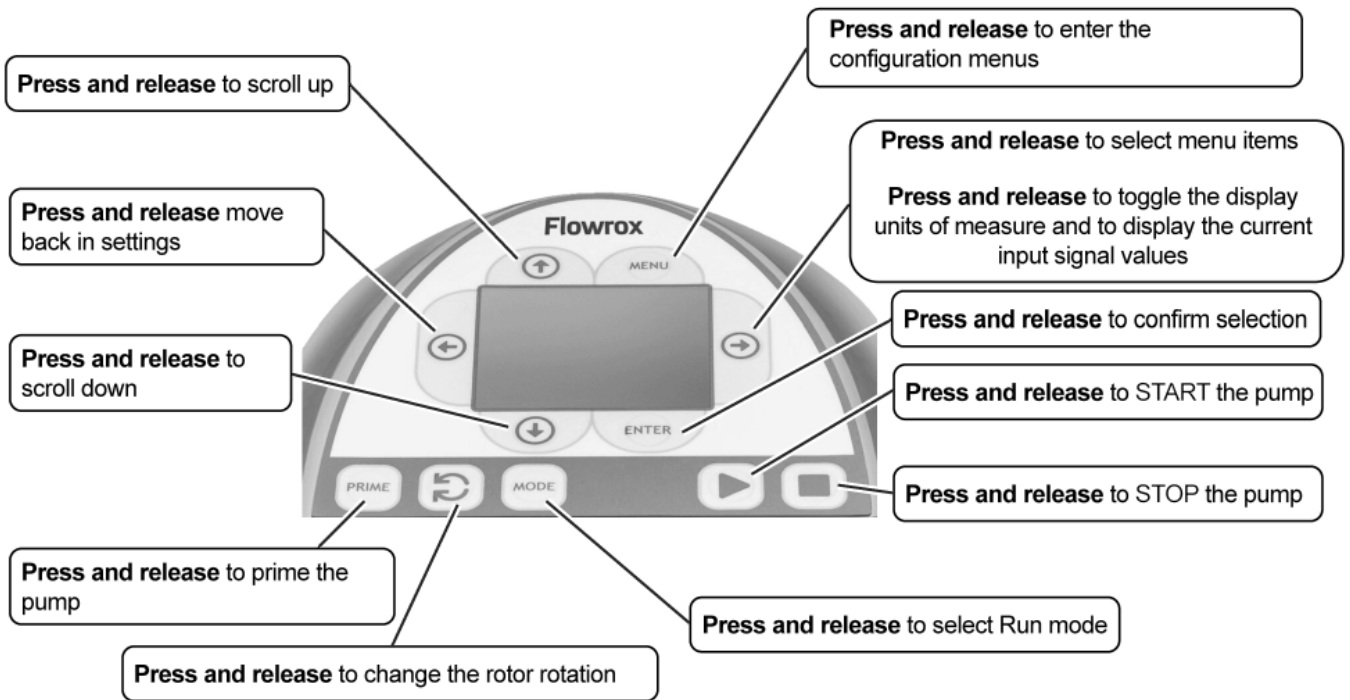 Press and release to enter the
configuration menus
Press and release to scroll up
Press and release to select menu items
Press and release to toggle the display
units of measure and to display the current
input signal values
Press and release move
back in settings
Flowrox
MENU
Press and release to confirm selection
Press and release to
scroll down
Press and release to START the pump
ENTER
PRIME
MODE
Press and release to STOP the pump
Press and release to prime the
pump
Press and release to select Run mode
Press and release to change the rotor rotation